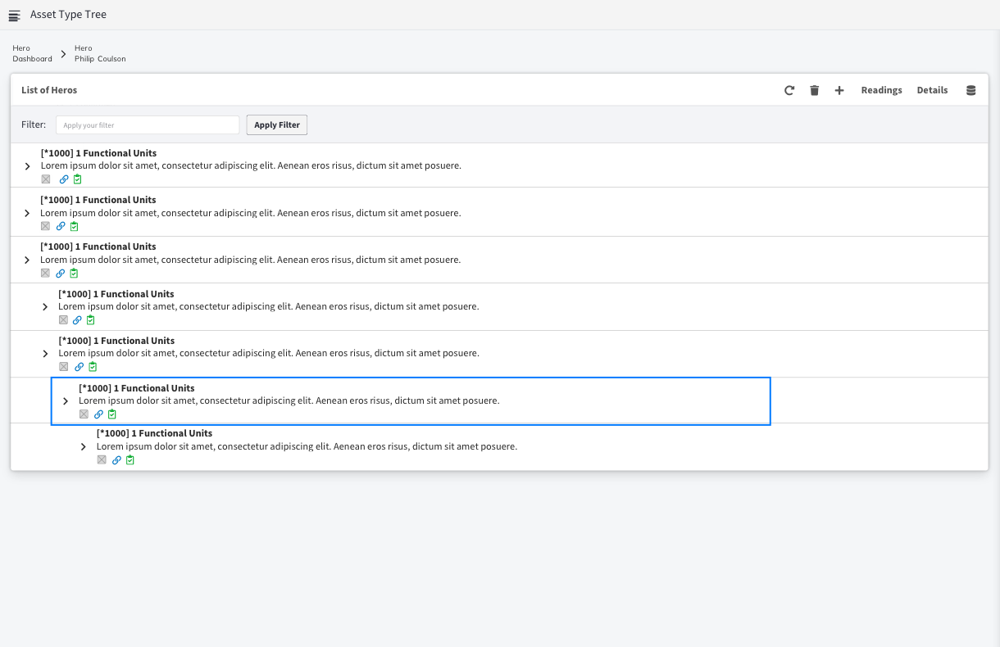 Asset Type Tree
Hero
Dashboard
Hero
Philip Coulson
List of Heros
Readings
Details
Filter:
Apply your filter
Apply Filter
[*1000] 1 Functional Units
Lorem ipsum dolor sit amet, consectetur adipiscing elit. Aenean eros risus, dictum sit amet posuere.
[*1000] 1 Functional Units
Lorem ipsum dolor sit amet, consectetur adipiscing elit. Aenean eros risus, dictum sit amet posuere.
[*1000] 1 Functional Units
Lorem ipsum dolor sit amet, consectetur adipiscing elit. Aenean eros risus, dictum sit amet posuere.
[*1000] 1 Functional Units
Lorem ipsum dolor sit amet, consectetur adipiscing elit. Aenean eros risus, dictum sit amet posuere.
[*1000] 1 Functional Units
Lorem ipsum dolor sit amet, consectetur adipiscing elit. Aenean eros risus, dictum sit amet posuere.
[*1000] 1 Functional Units
Lorem ipsum dolor sit amet, consectetur adipiscing elit. Aenean eros risus, dictum sit amet posuere.
[*1000] 1 Functional Units
Lorem ipsum dolor sit amet, consectetur adipiscing elit. Aenean eros risus, dictum sit amet posuere.